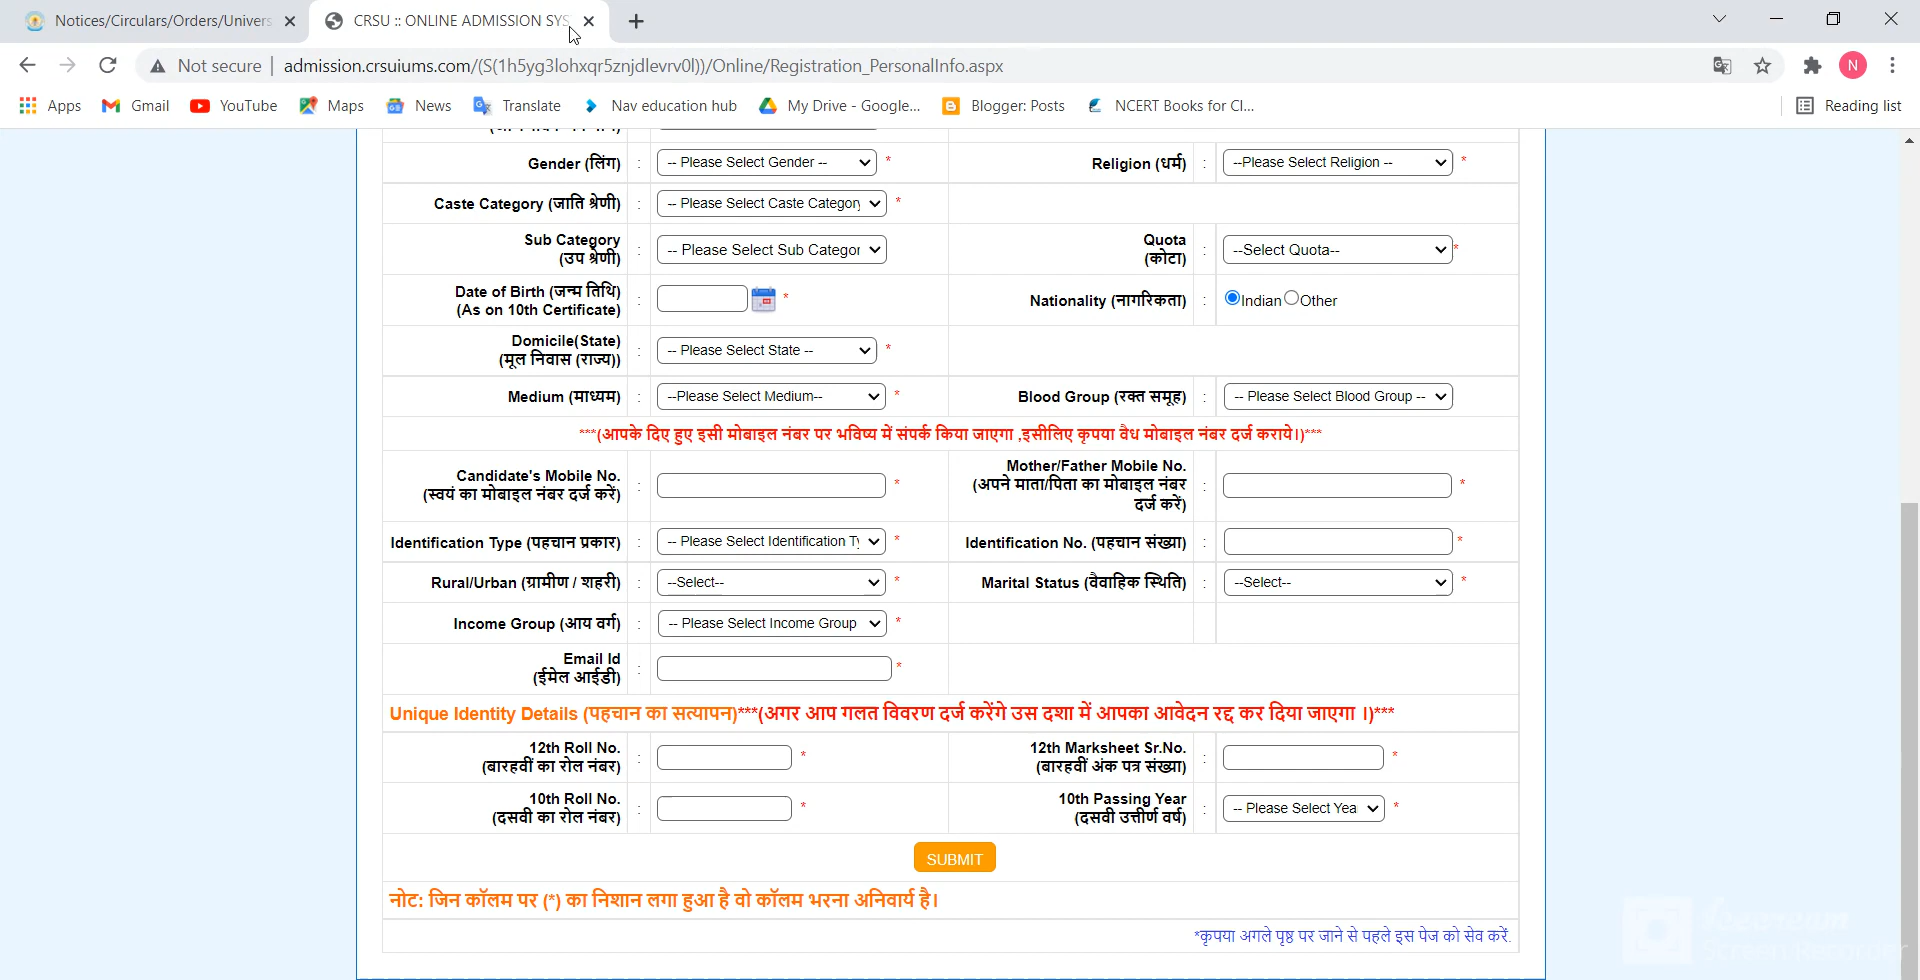 Notices/Circulars/Orders/Univers
CRSU :: ONLINE ADMISSION SYS
Not secure
admission.crsuiums.com/(S(1h5yg3lohxqr5znjdlevrv0l))/Online/Registration_PersonalInfo.aspx
N
Apps Gmail YouTube Maps News Translate Nav education hub My Drive - Google... Blogger: Posts NCERT Books for Cl... Reading list
Gender (लिंग) : -- Please Select Gender -- * Religion (धर्म) : --Please Select Religion -- *
Caste Category (जाति श्रेणी) : -- Please Select Caste Category *
Sub Category
(उप श्रेणी) : -- Please Select Sub Categor
Quota
(कोटा) : --Select Quota-- *
Date of Birth (जन्म तिथि)
(As on 10th Certificate) : *
Nationality (नागरिकता) : Indian Other
Domicile(State)
(मूल निवास (राज्य)) : -- Please Select State -- *
Medium (माध्यम) : --Please Select Medium-- * Blood Group (रक्त समूह) : -- Please Select Blood Group --
***(आपके दिए हुए इसी मोबाइल नंबर पर भविष्य में संपर्क किया जाएगा ,इसीलिए कृपया वैध मोबाइल नंबर दर्ज कराये।)***
Candidate's Mobile No.
(स्वयं का मोबाइल नंबर दर्ज करें) : *
Mother/Father Mobile No.
(अपने माता/पिता का मोबाइल नंबर
दर्ज करें) : *
Identification Type (पहचान प्रकार) : -- Please Select Identification Ty * Identification No. (पहचान संख्या) : *
Rural/Urban (ग्रामीण / शहरी) : --Select-- * Marital Status (वैवाहिक स्थिति) : --Select-- *
Income Group (आय वर्ग) : -- Please Select Income Group *
Email Id
(ईमेल आईडी) : *
Unique Identity Details (पहचान का सत्यापन)***(अगर आप गलत विवरण दर्ज करेंगे उस दशा में आपका आवेदन रद्द कर दिया जाएगा ।)***
12th Roll No.
(बारहवीं का रोल नंबर) : *
12th Marksheet Sr.No.
(बारहवीं अंक पत्र संख्या) : *
10th Roll No.
(दसवी का रोल नंबर) : *
10th Passing Year
(दसवी उत्तीर्ण वर्ष) : -- Please Select Yea *
SUBMIT
नोट: जिन कॉलम पर (*) का निशान लगा हुआ है वो कॉलम भरना अनिवार्य है।
*कृपया अगले पृष्ठ पर जाने से पहले इस पेज को सेव करें.